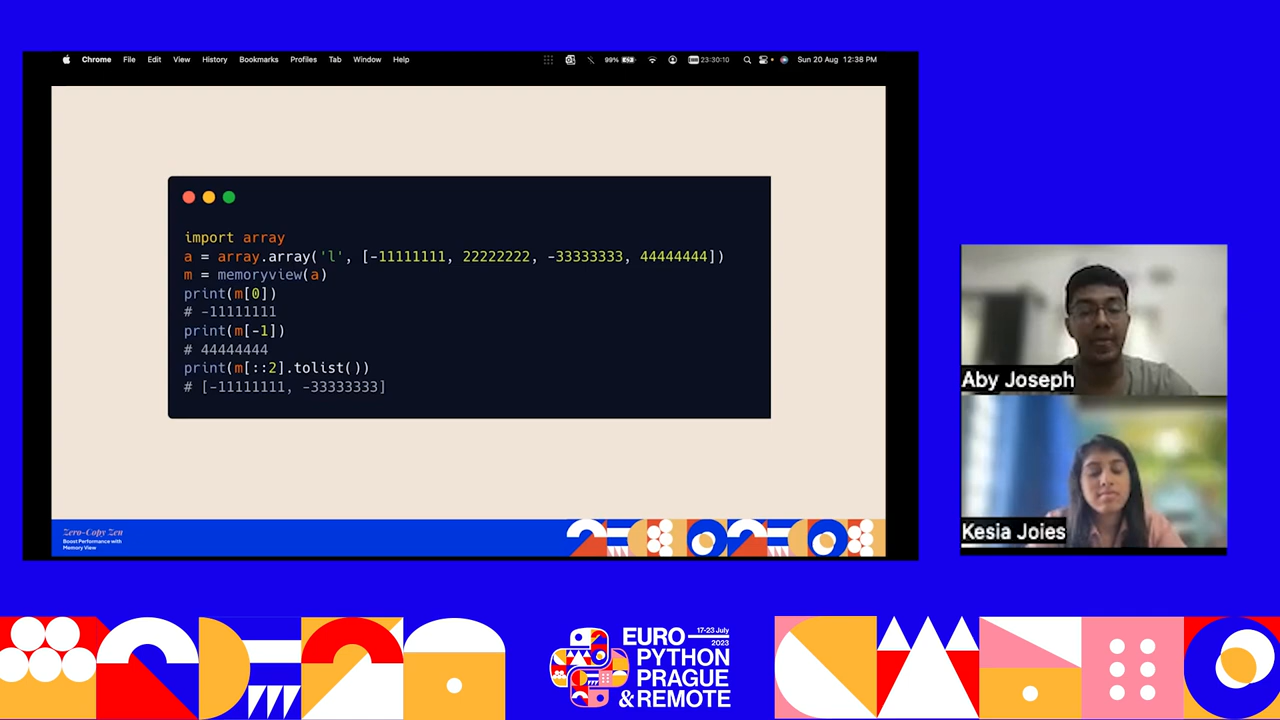 Chrome File Edit View History Bookmarks Profiles Tab Window Help 99% 23:30:10 Sun 20 Aug 12:38 PM
import array
a = array.array('l', [-11111111, 22222222, -33333333, 44444444])
m = memoryview(a)
print(m[0])
# -11111111
print(m[-1])
# 44444444
print(m[::2].tolist())
# [-11111111, -33333333]
Zero-Copy Zen
Boost Performance with
Memory View
Aby Joseph
Kesia Joies
EURO 17-23 July 2023
PYTHON
PRAGUE
& REMOTE